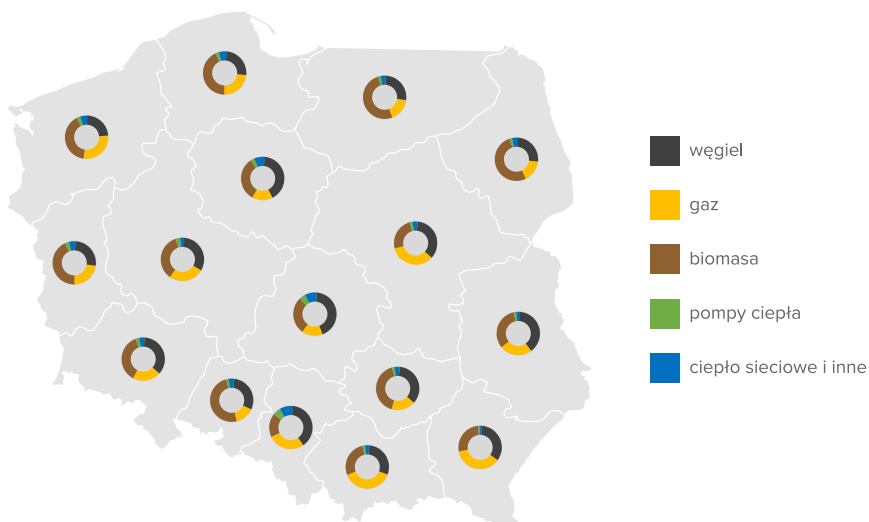 węgiel
gaz
biomasa
pompy ciepła
ciepło sieciowe i inne